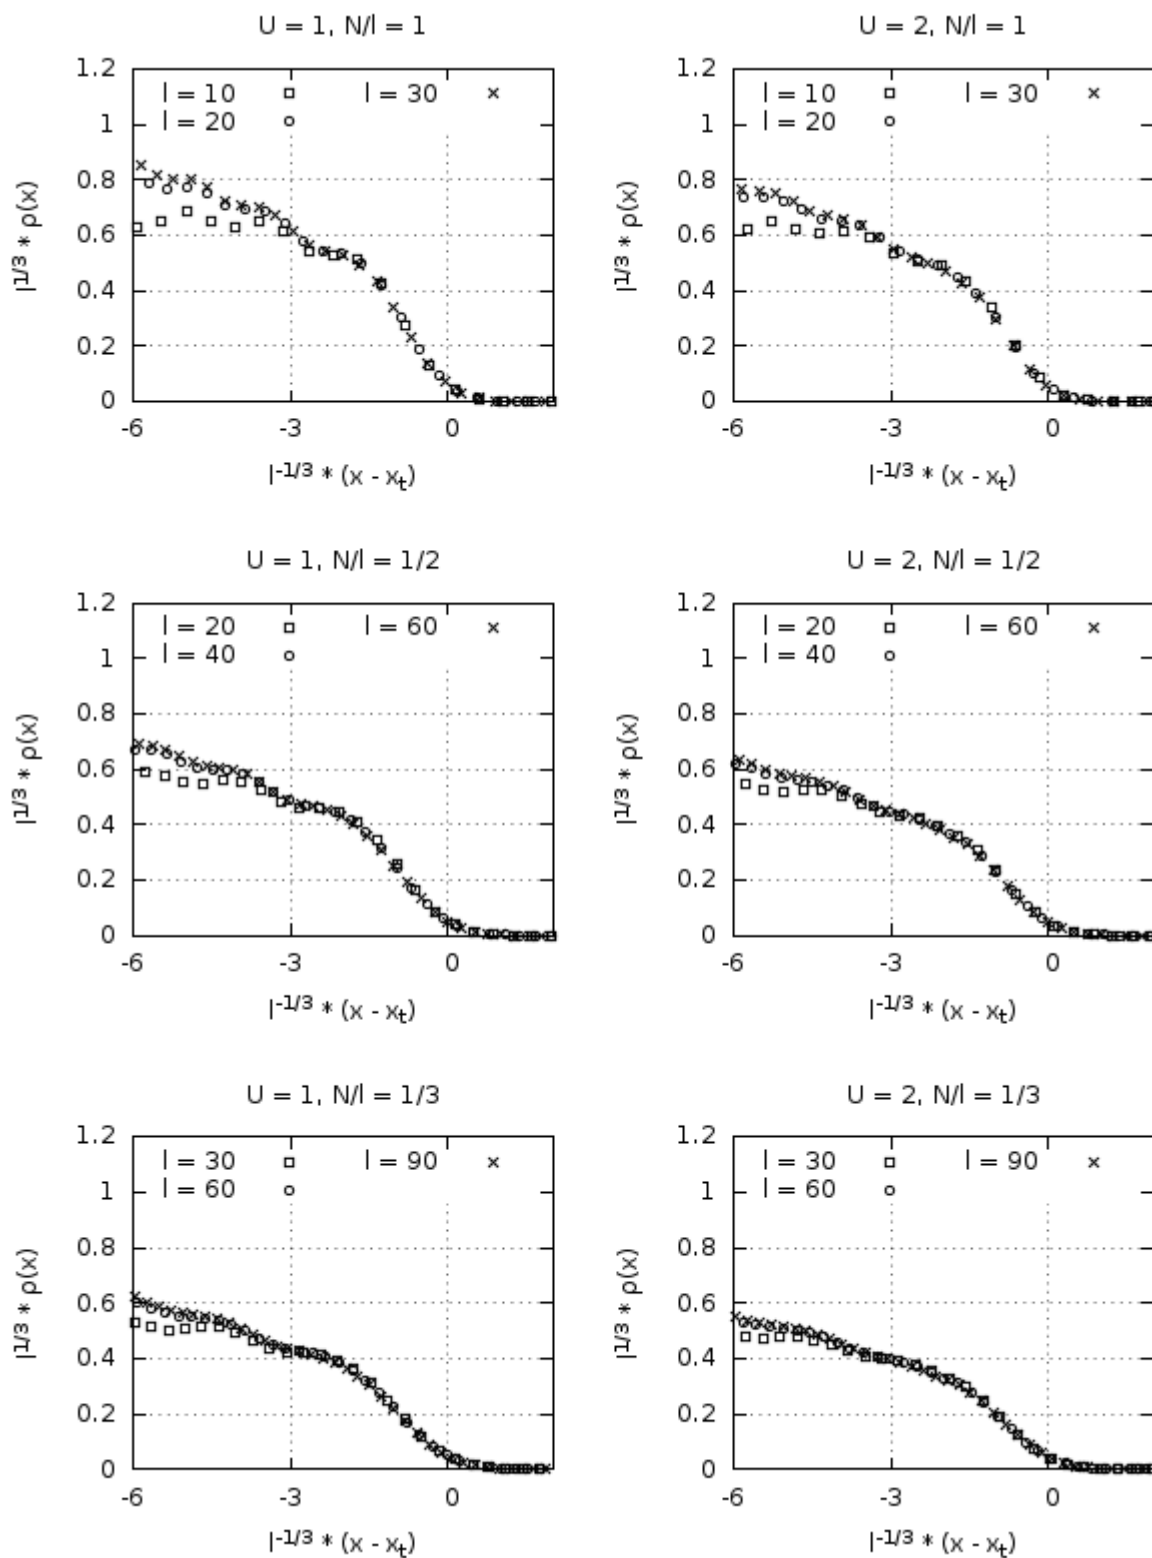 U = 1, N/l = 1
1.2
1
0.8
0.6
0.4
0.2
0
-6 -3 0
l = 10 l = 30
l = 20
l^1/3 * ρ(x)
l^-1/3 * (x - x_t)
U = 2, N/l = 1
1.2
1
0.8
0.6
0.4
0.2
0
-6 -3 0
l = 10 l = 30
l = 20
l^1/3 * ρ(x)
l^-1/3 * (x - x_t)
U = 1, N/l = 1/2
1.2
1
0.8
0.6
0.4
0.2
0
-6 -3 0
l = 20 l = 60
l = 40
l^1/3 * ρ(x)
l^-1/3 * (x - x_t)
U = 2, N/l = 1/2
1.2
1
0.8
0.6
0.4
0.2
0
-6 -3 0
l = 20 l = 60
l = 40
l^1/3 * ρ(x)
l^-1/3 * (x - x_t)
U = 1, N/l = 1/3
1.2
1
0.8
0.6
0.4
0.2
0
-6 -3 0
l = 30 l = 90
l = 60
l^1/3 * ρ(x)
l^-1/3 * (x - x_t)
U = 2, N/l = 1/3
1.2
1
0.8
0.6
0.4
0.2
0
-6 -3 0
l = 30 l = 90
l = 60
l^1/3 * ρ(x)
l^-1/3 * (x - x_t)